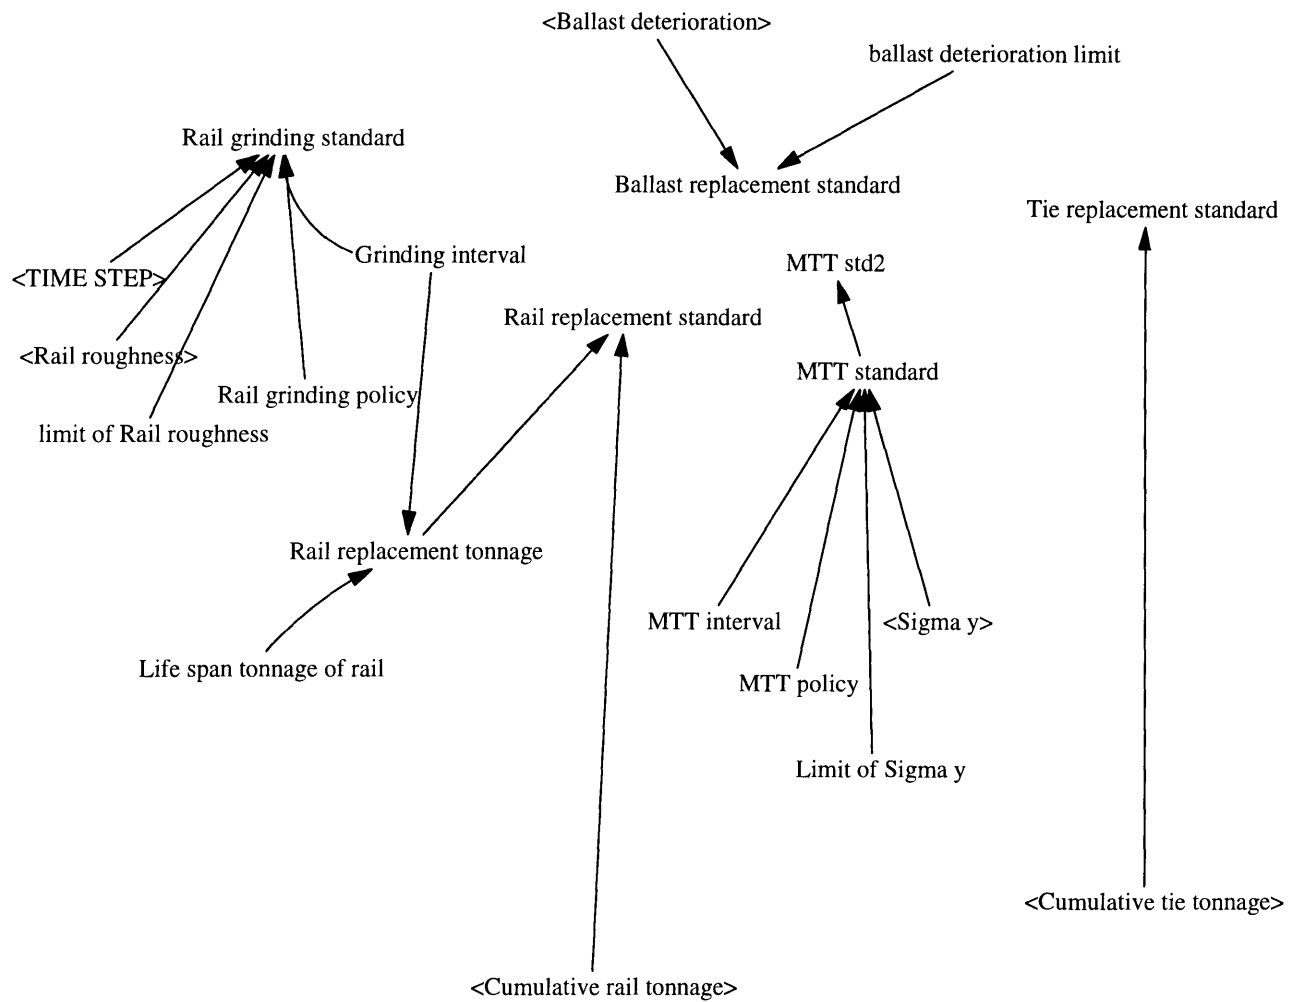 <Ballast deterioration>
ballast deterioration limit
Rail grinding standard
Ballast replacement standard
Tie replacement standard
Grinding interval
MTT std2
<TIME STEP>
Rail replacement standard
<Rail roughness>
MTT standard
Rail grinding policy
limit of Rail roughness
Rail replacement tonnage
MTT interval
<Sigma y>
Life span tonnage of rail
MTT policy
Limit of Sigma y
<Cumulative tie tonnage>
<Cumulative rail tonnage>